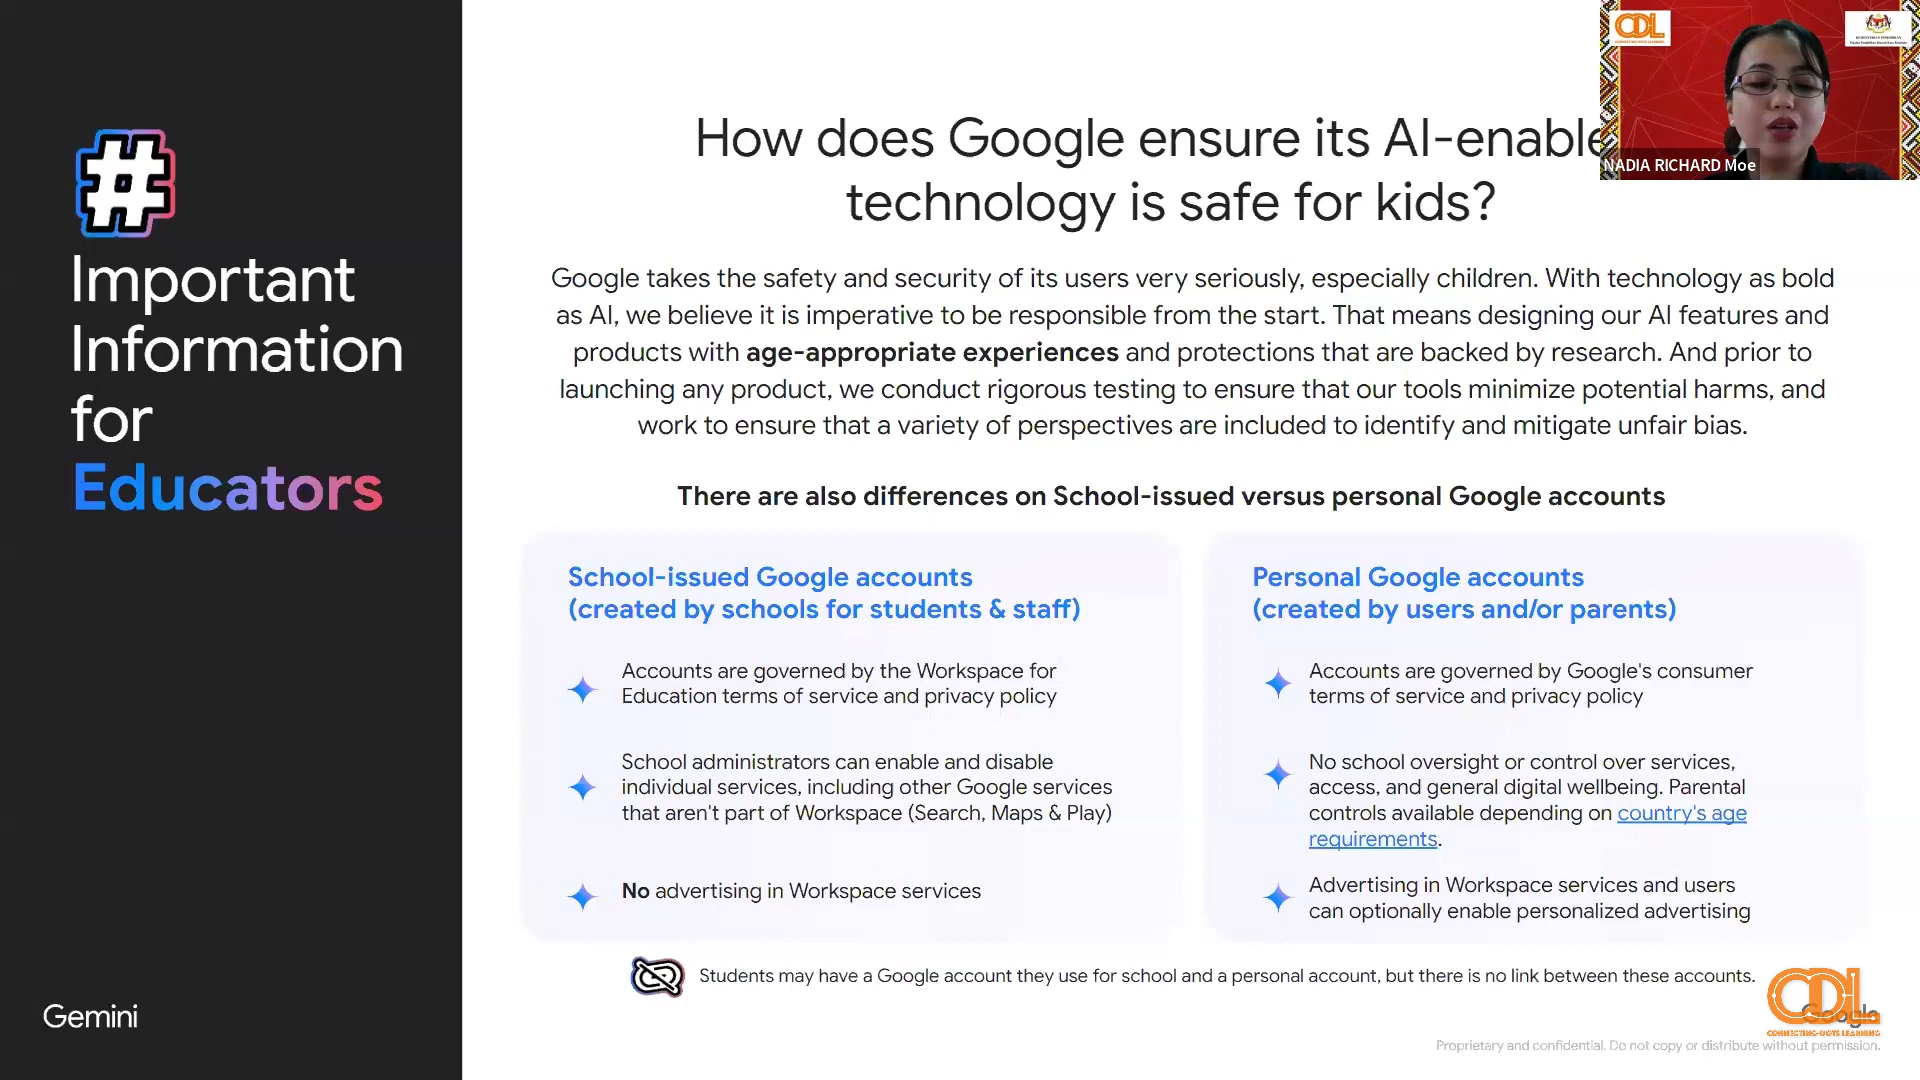 #
Important
Information
for
Educators
Gemini
How does Google ensure its AI-enable
technology is safe for kids?
Google takes the safety and security of its users very seriously, especially children. With technology as bold
as AI, we believe it is imperative to be responsible from the start. That means designing our AI features and
products with age-appropriate experiences and protections that are backed by research. And prior to
launching any product, we conduct rigorous testing to ensure that our tools minimize potential harms, and
work to ensure that a variety of perspectives are included to identify and mitigate unfair bias.
There are also differences on School-issued versus personal Google accounts
School-issued Google accounts
(created by schools for students & staff)
Accounts are governed by the Workspace for
Education terms of service and privacy policy
School administrators can enable and disable
individual services, including other Google services
that aren't part of Workspace (Search, Maps & Play)
No advertising in Workspace services
Personal Google accounts
(created by users and/or parents)
Accounts are governed by Google's consumer
terms of service and privacy policy
No school oversight or control over services,
access, and general digital wellbeing. Parental
controls available depending on country's age
requirements.
Advertising in Workspace services and users
can optionally enable personalized advertising
Students may have a Google account they use for school and a personal account, but there is no link between these accounts.
CDL
Google
CONNECTING-DOTS LEARNING
Proprietary and confidential. Do not copy or distribute without permission.
CDL
NADIA RICHARD Moe